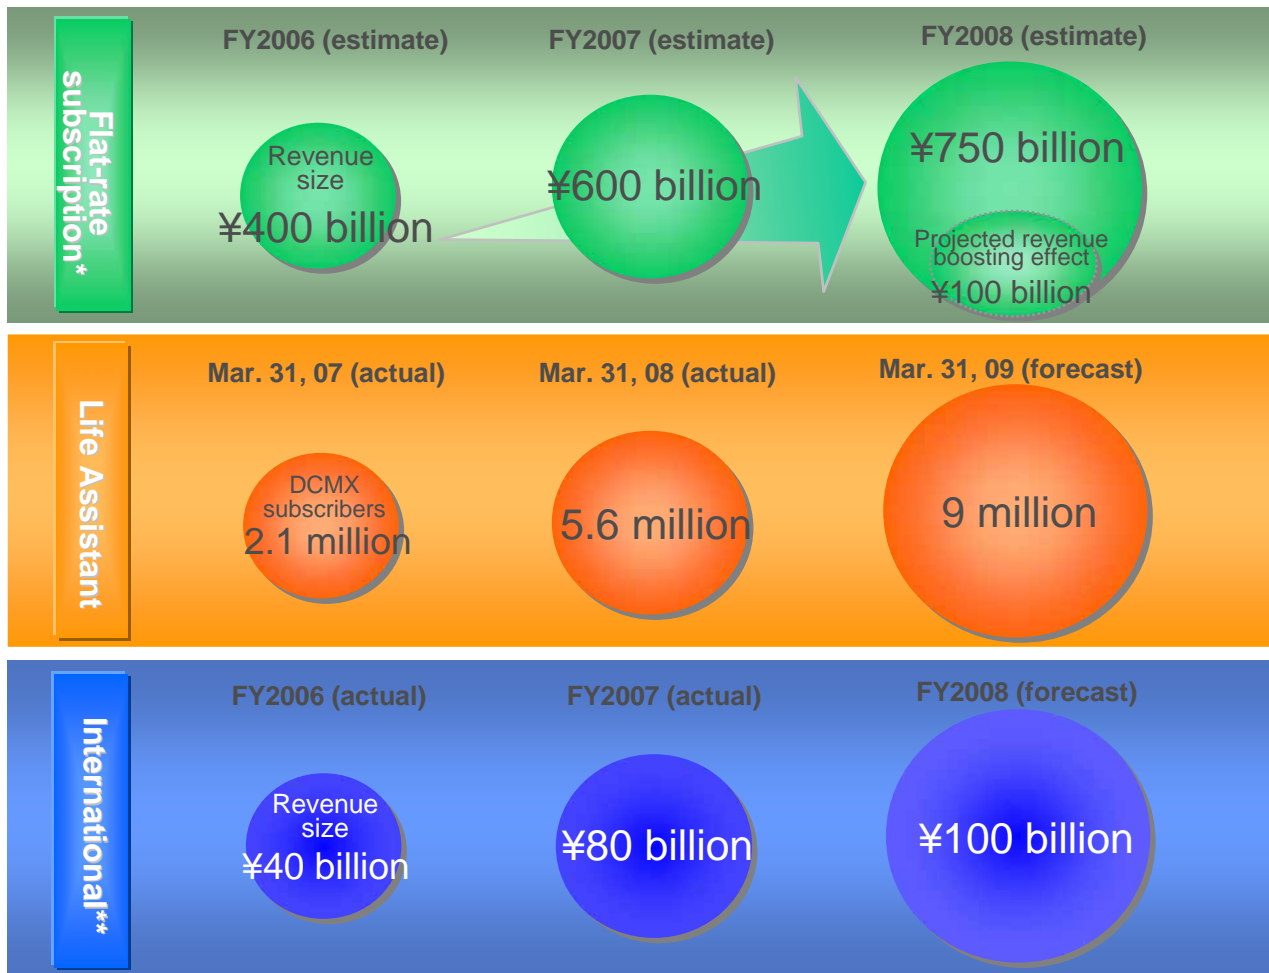 Flat-rate
subscription*
FY2006 (estimate)
FY2007 (estimate)
FY2008 (estimate)
Revenue
size
¥400 billion
¥600 billion
¥750 billion
Projected revenue
boosting effect
¥100 billion
Life Assistant
Mar. 31, 07 (actual)
Mar. 31, 08 (actual)
Mar. 31, 09 (forecast)
DCMX
subscribers
2.1 million
5.6 million
9 million
International**
FY2006 (actual)
FY2007 (actual)
FY2008 (forecast)
Revenue
size
¥40 billion
¥80 billion
¥100 billion